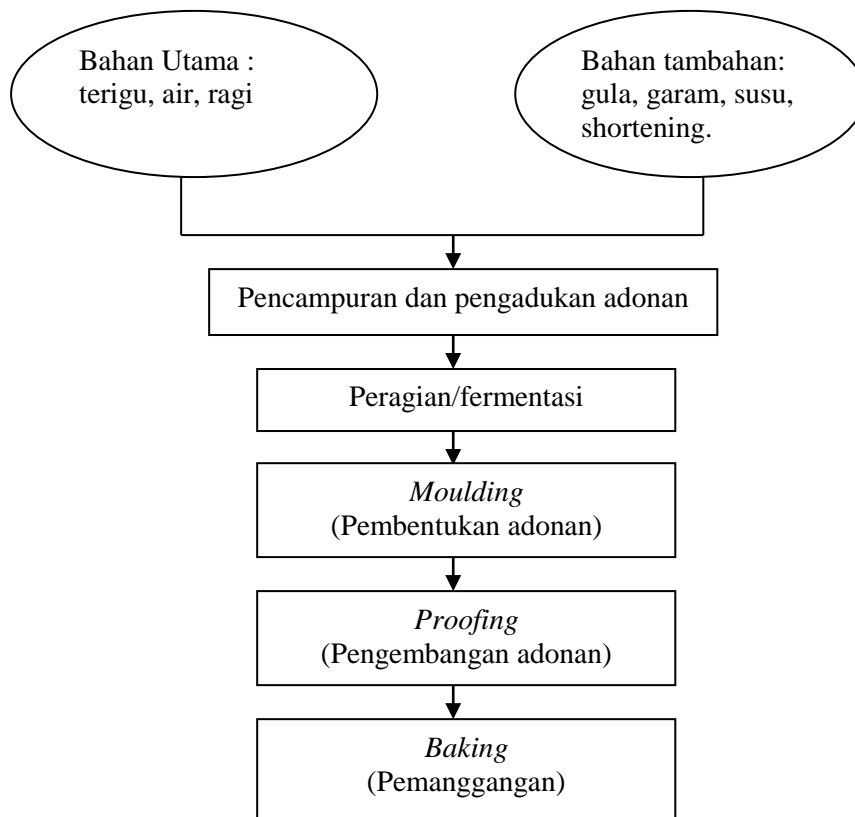 Bahan Utama :
terigu, air, ragi
Bahan tambahan:
gula, garam, susu,
shortening.
Pencampuran dan pengadukan adonan
Peragian/fermentasi
Moulding
(Pembentukan adonan)
Proofing
(Pengembangan adonan)
Baking
(Pemanggangan)